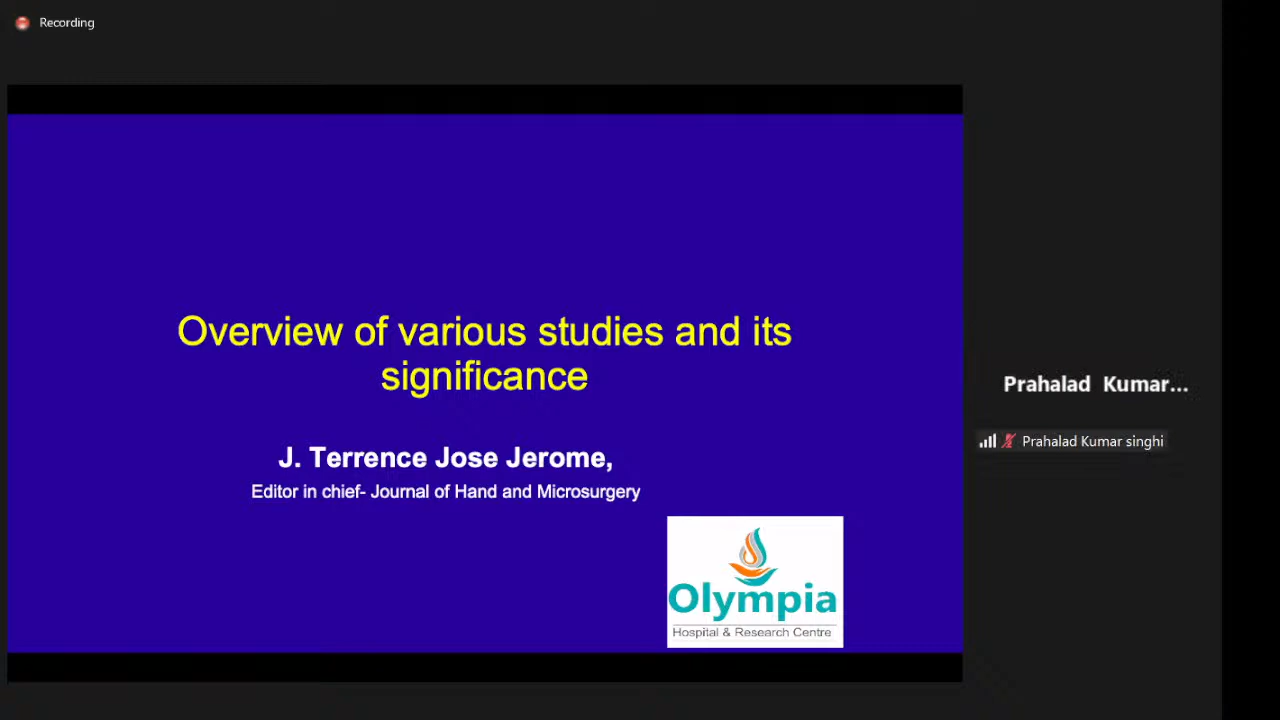 Recording
Overview of various studies and its
significance
J. Terrence Jose Jerome,
Editor in chief- Journal of Hand and Microsurgery
Olympia
Hospital & Research Centre
Prahalad Kumar...
Prahalad Kumar singhi